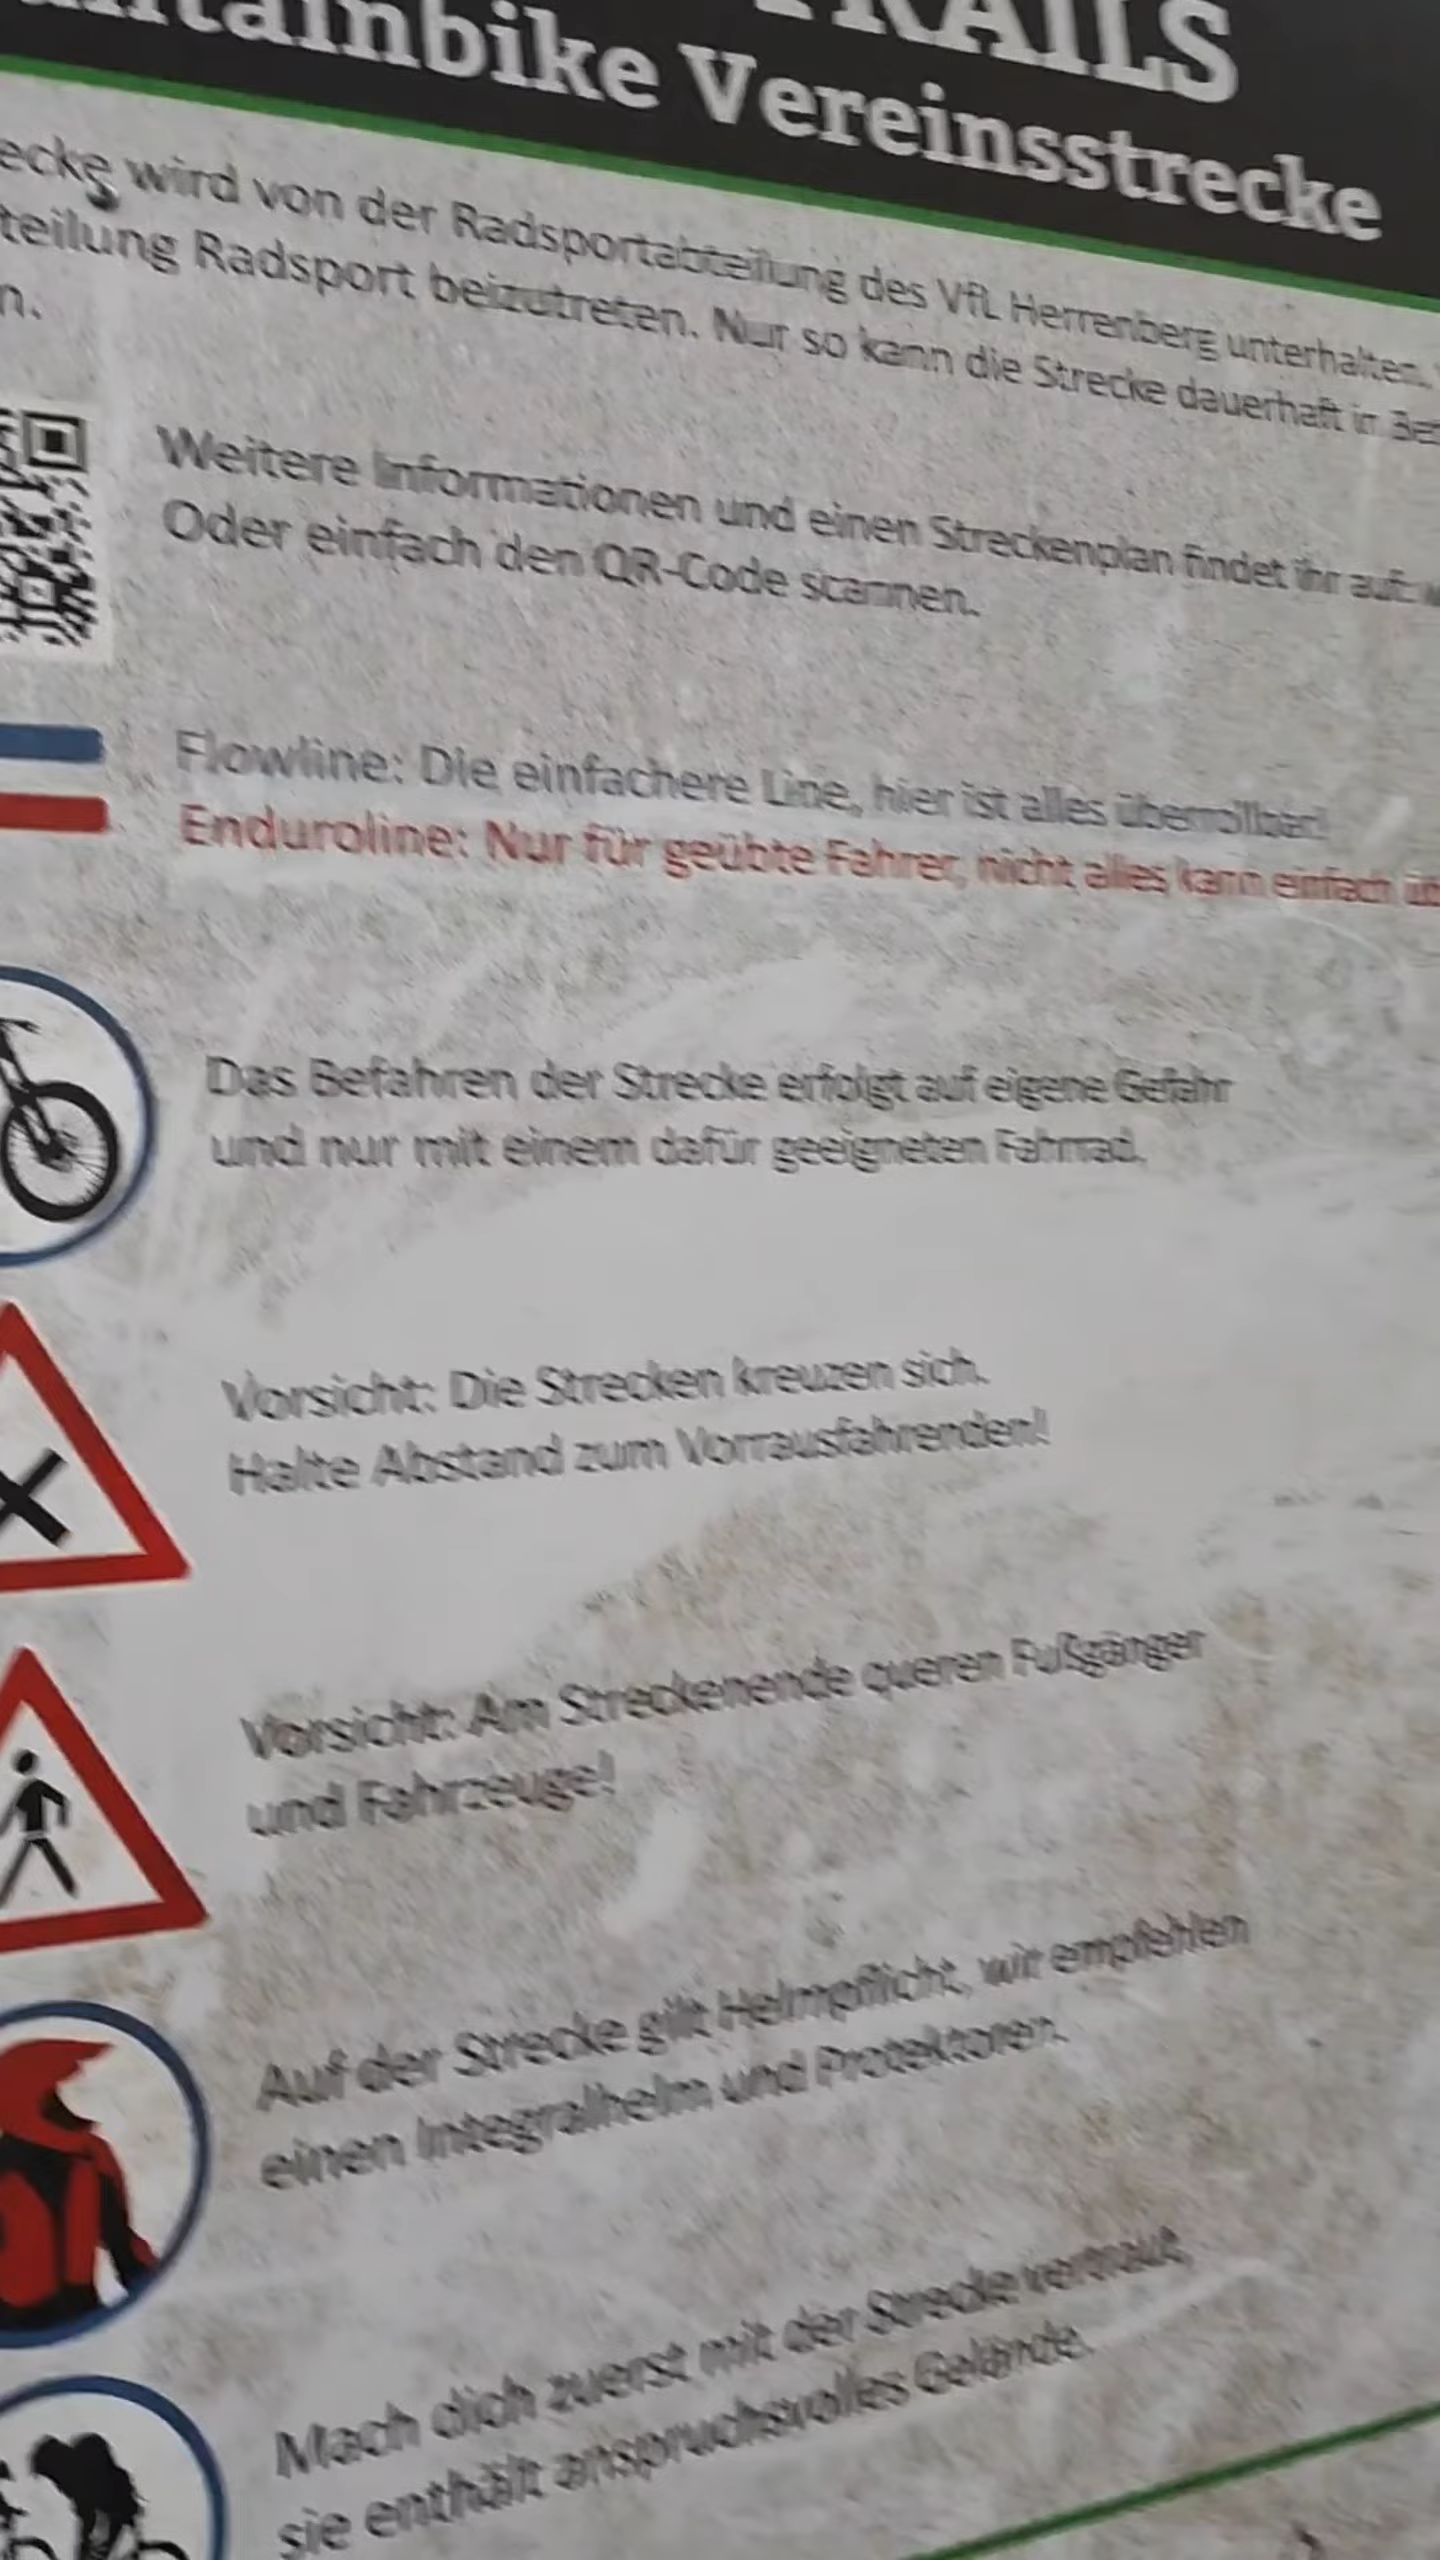 TRAILS
Mountainbike Vereinsstrecke
ecke wird von der Radsportabteilung des VfL Herrenberg unterhalten.
teilung Radsport beizutreten. Nur so kann die Strecke dauerhaft in Bet
n.
Weitere Informationen und einen Streckenplan findet ihr auf: w
Oder einfach den QR-Code scannen.
Flowline: Die einfachere Line, hier ist alles überrollbar!
Enduroline: Nur für geübte Fahrer, nicht alles kann einfach üb
Das Befahren der Strecke erfolgt auf eigene Gefahr
und nur mit einem dafür geeigneten Fahrrad.
Vorsicht: Die Strecken kreuzen sich.
Halte Abstand zum Vorrausfahrenden!
Vorsicht: Am Streckenende queren Fußgänger
und Fahrzeuge!
Auf der Strecke gilt Helmpflicht, wir empfehlen
einen Integralhelm und Protektoren.
Mach dich zuerst mit der Strecke vertraut,
sie enthält anspruchsvolles Gelände.